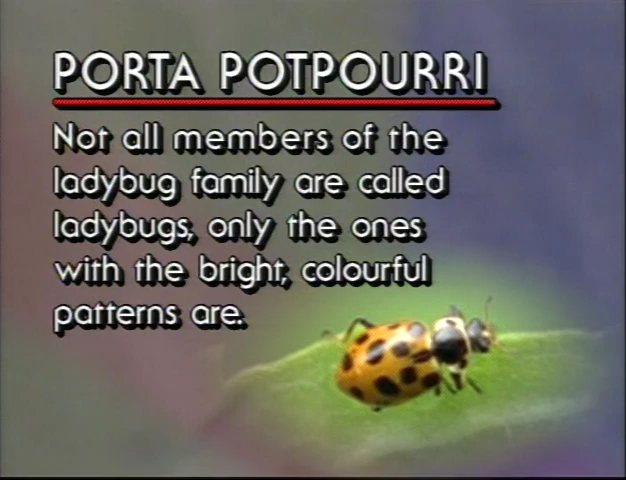 PORTA POTPOURRI
Not all members of the
ladybug family are called
ladybugs, only the ones
with the bright, colourful
patterns are.